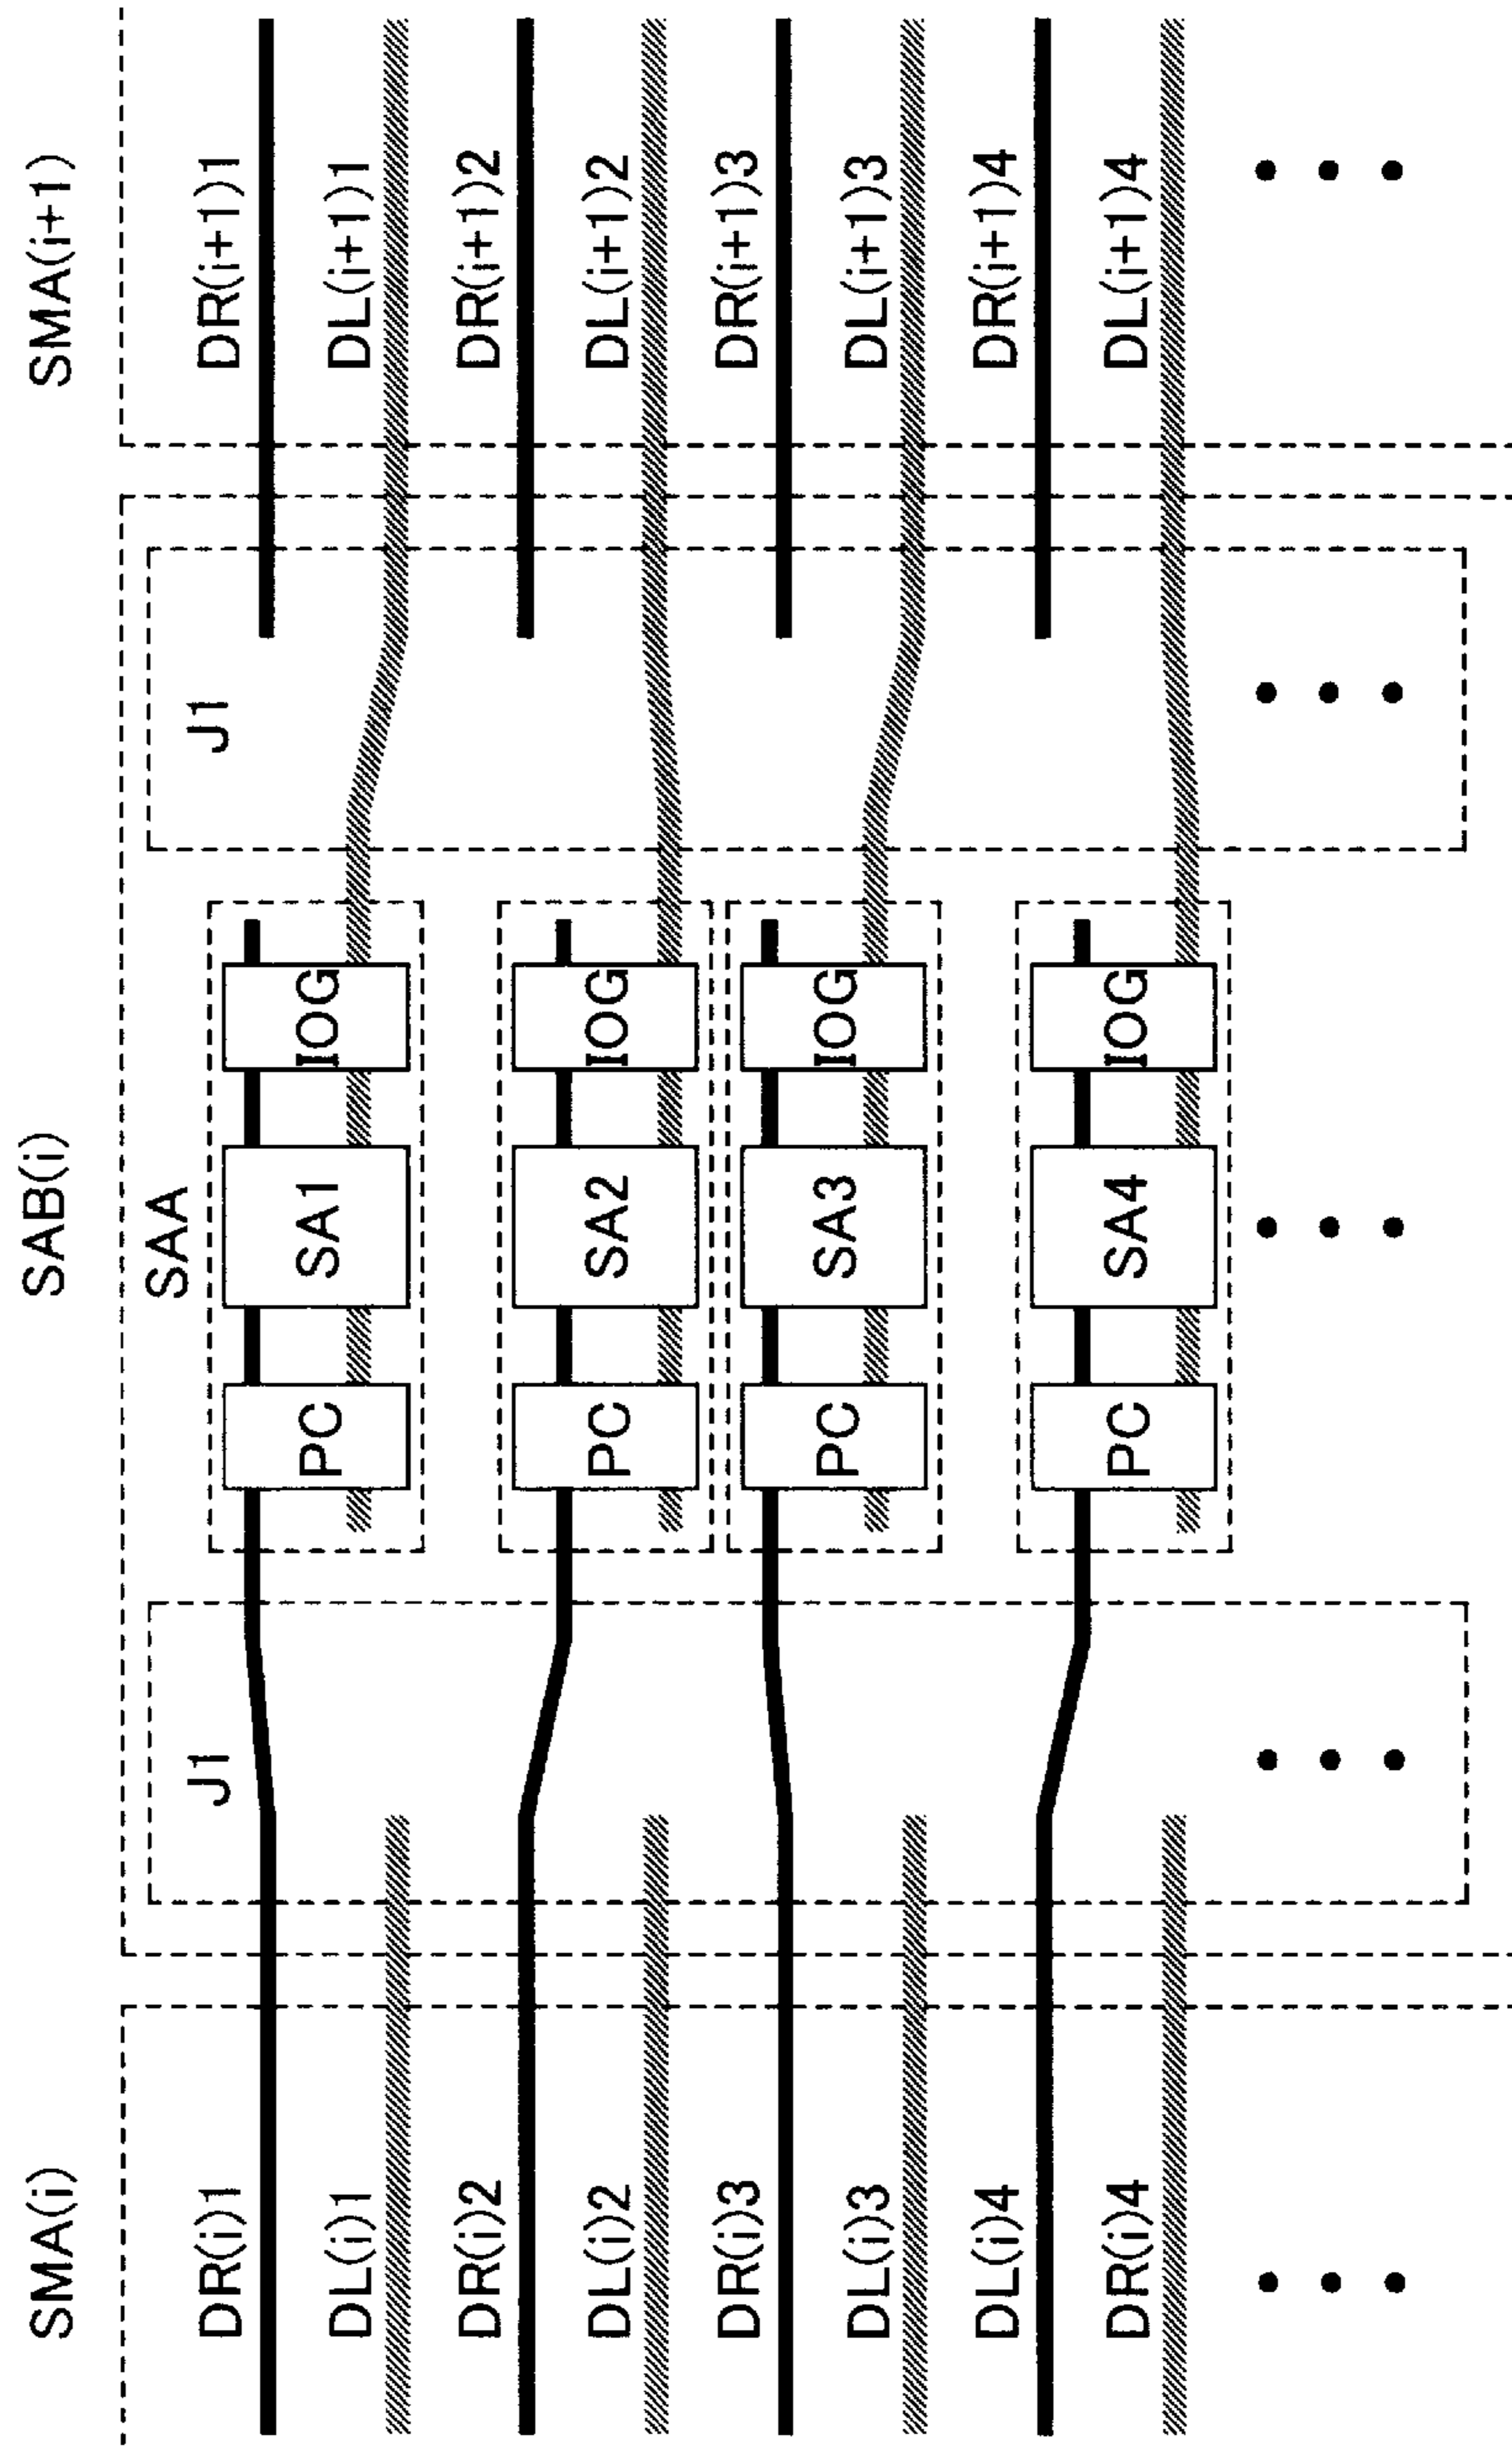 SMA(i)
SAB(i)
SMA(i+1)
SAA
DR(i)1
J1
J1
DR(i+1)1
PC
SA1
IOG
DL(i)1
DL(i+1)1
DR(i)2
DR(i+1)2
PC
SA2
IOG
DL(i)2
DL(i+1)2
DR(i)3
DR(i+1)3
PC
SA3
IOG
DL(i)3
DL(i+1)3
DL(i)4
DR(i+1)4
PC
SA4
IOG
DR(i)4
DL(i+1)4